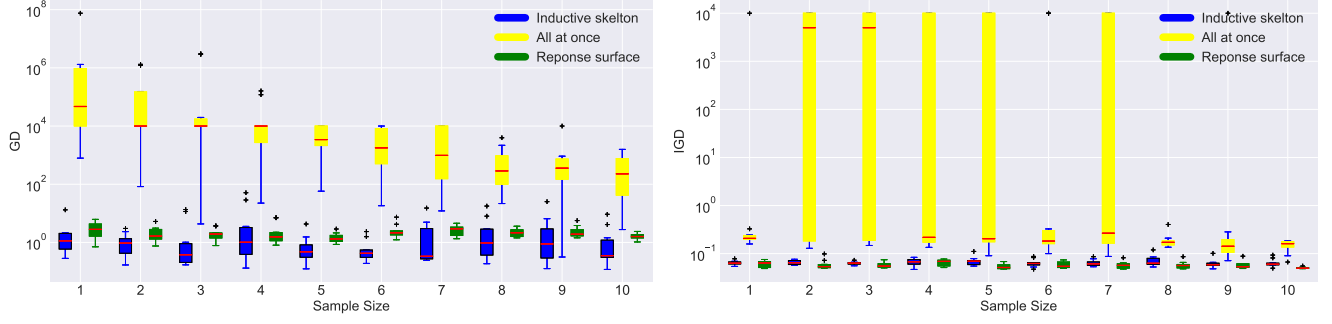 10^8
10^6
10^4
10^2
10^0
GD
Inductive skelton
All at once
Reponse surface
1 2 3 4 5 6 7 8 9 10
Sample Size
10^4
10^3
10^2
10^1
10^0
10^−1
IGD
Inductive skelton
All at once
Reponse surface
1 2 3 4 5 6 7 8 9 10
Sample Size